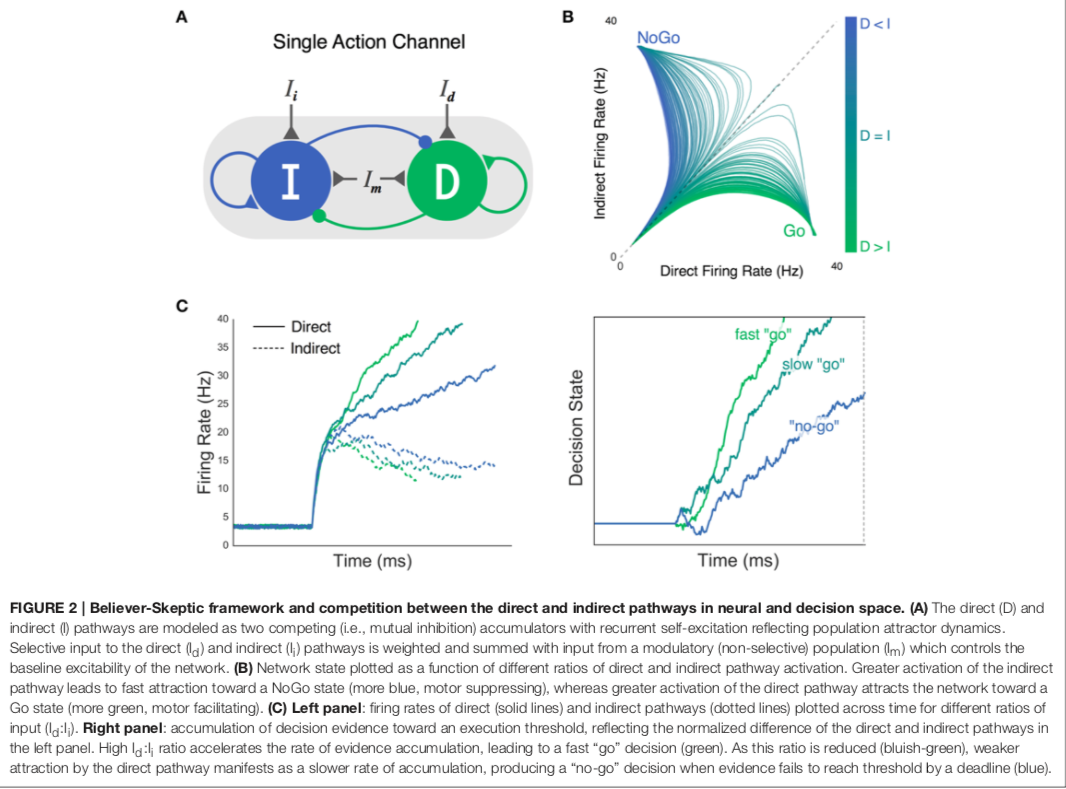 A
Single Action Channel
Ii
Id
I
Im
D
B
40
NoGo
Indirect Firing Rate (Hz)
Go
0
0
Direct Firing Rate (Hz)
40
D < I
D = I
D > I
C
40
35
30
25
20
15
10
5
0
Firing Rate (Hz)
Direct
Indirect
Time (ms)
Decision State
fast "go"
slow "go"
"no-go"
Time (ms)
FIGURE 2 | Believer-Skeptic framework and competition between the direct and indirect pathways in neural and decision space. (A) The direct (D) and
indirect (I) pathways are modeled as two competing (i.e., mutual inhibition) accumulators with recurrent self-excitation reflecting population attractor dynamics.
Selective input to the direct (Id) and indirect (Ii) pathways is weighted and summed with input from a modulatory (non-selective) population (Im) which controls the
baseline excitability of the network. (B) Network state plotted as a function of different ratios of direct and indirect pathway activation. Greater activation of the indirect
pathway leads to fast attraction toward a NoGo state (more blue, motor suppressing), whereas greater activation of the direct pathway attracts the network toward a
Go state (more green, motor facilitating). (C) Left panel: firing rates of direct (solid lines) and indirect pathways (dotted lines) plotted across time for different ratios of
input (Id:Ii). Right panel: accumulation of decision evidence toward an execution threshold, reflecting the normalized difference of the direct and indirect pathways in
the left panel. High Id:Ii ratio accelerates the rate of evidence accumulation, leading to a fast “go” decision (green). As this ratio is reduced (bluish-green), weaker
attraction by the direct pathway manifests as a slower rate of accumulation, producing a “no-go” decision when evidence fails to reach threshold by a deadline (blue).